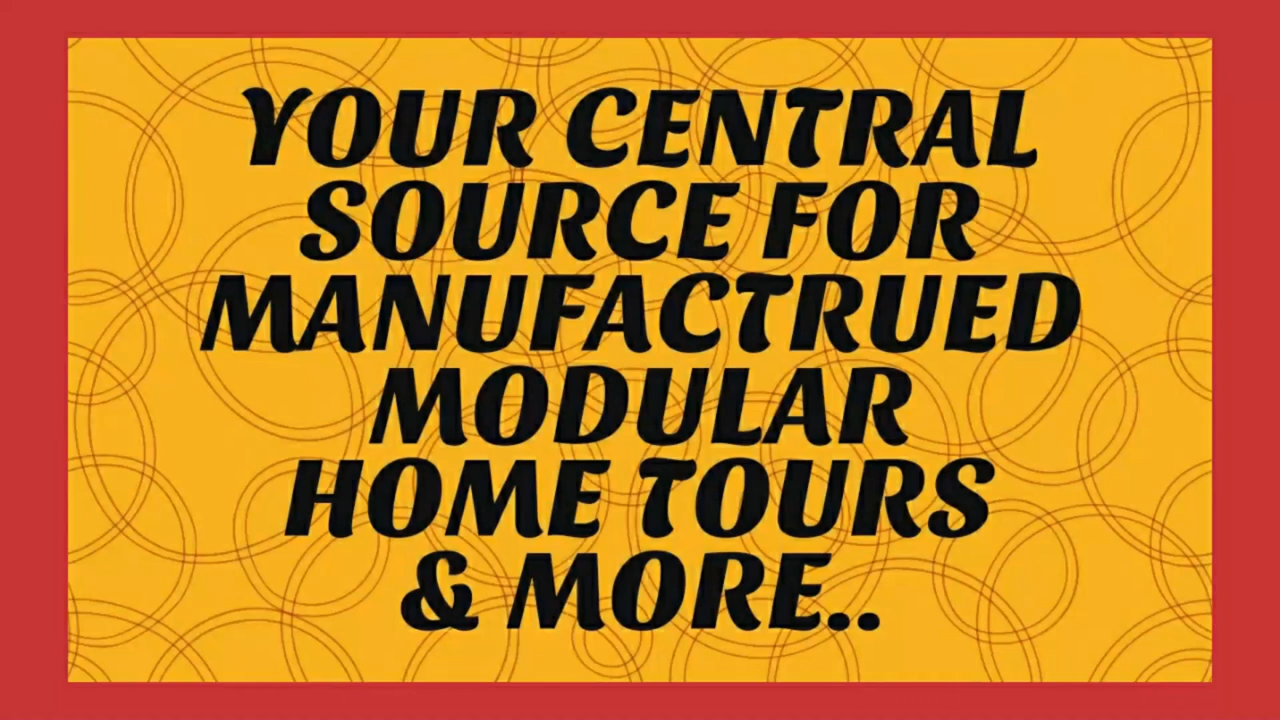 YOUR CENTRAL
SOURCE FOR
MANUFACTRUED
MODULAR
HOME TOURS
& MORE..